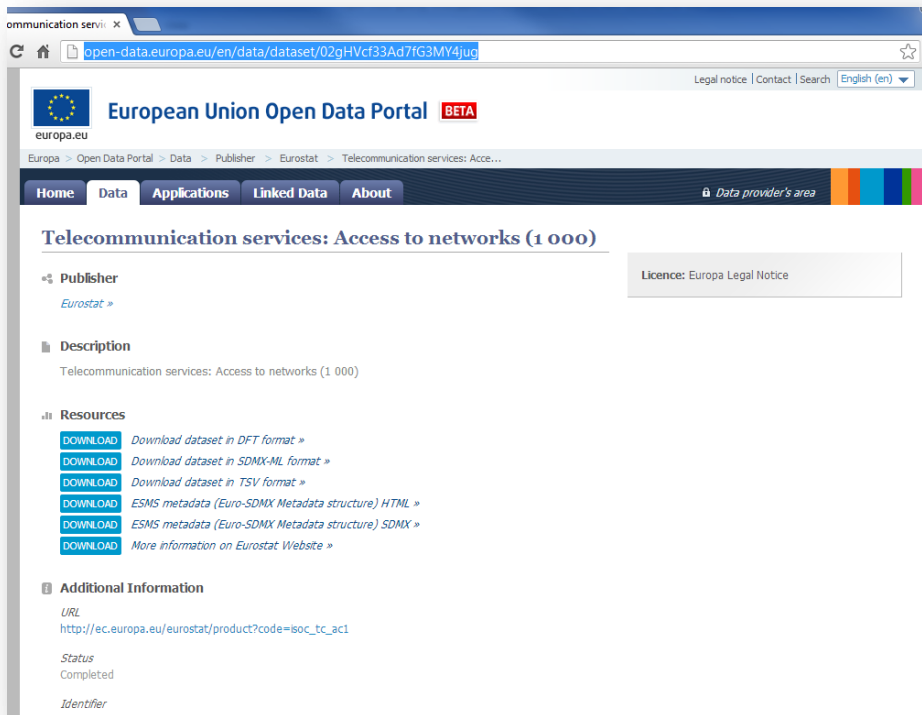 ommunication servic ×
open-data.europa.eu/en/data/dataset/02gHVcf33Ad7fG3MY4jug
Legal notice | Contact | Search English (en)
europa.eu
European Union Open Data Portal BETA
Europa > Open Data Portal > Data > Publisher > Eurostat > Telecommunication services: Acce...
Home Data Applications Linked Data About Data provider's area
Telecommunication services: Access to networks (1 000)
Licence: Europa Legal Notice
Publisher
Eurostat »
Description
Telecommunication services: Access to networks (1 000)
Resources
DOWNLOAD Download dataset in DFT format »
DOWNLOAD Download dataset in SDMX-ML format »
DOWNLOAD Download dataset in TSV format »
DOWNLOAD ESMS metadata (Euro-SDMX Metadata structure) HTML »
DOWNLOAD ESMS metadata (Euro-SDMX Metadata structure) SDMX »
DOWNLOAD More information on Eurostat Website »
Additional Information
URL
http://ec.europa.eu/eurostat/product?code=isoc_tc_ac1
Status
Completed
Identifier